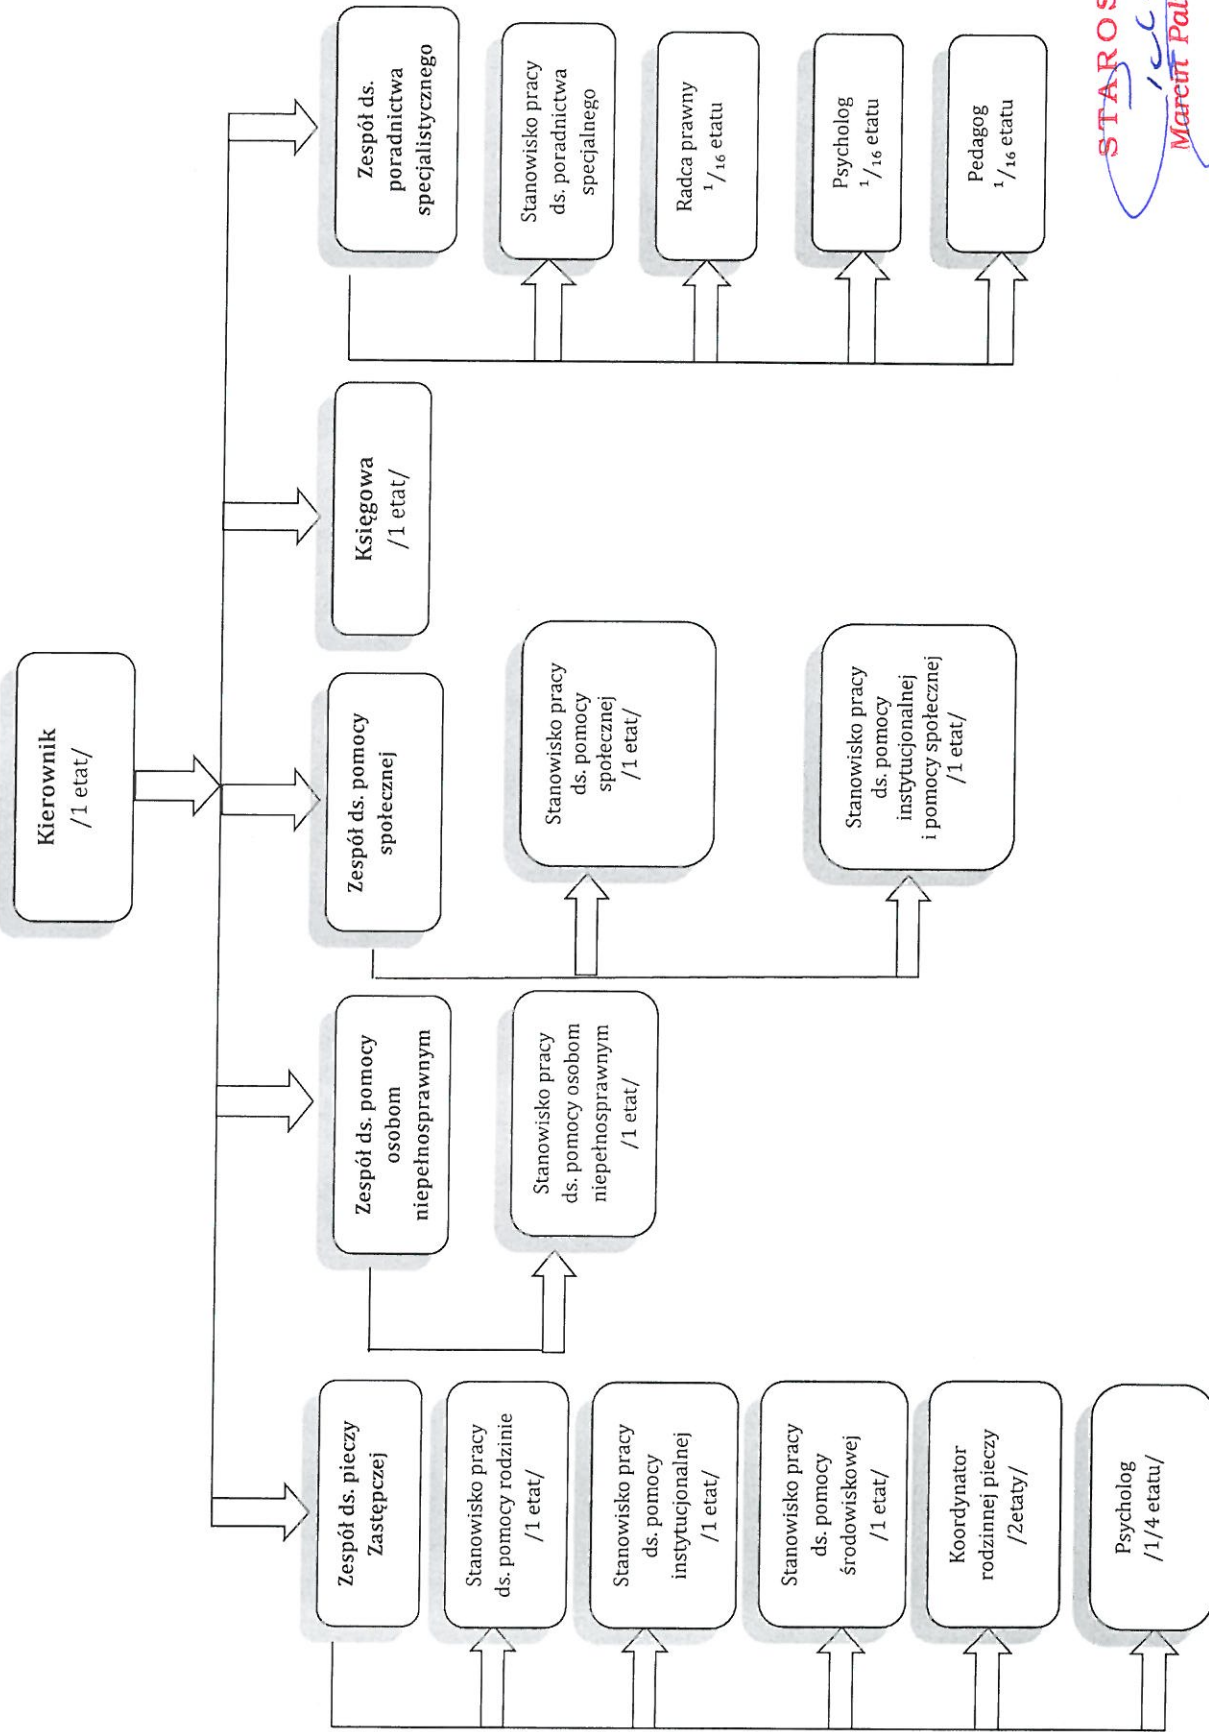 Kierownik
/1 etat/
Zespół ds. pieczy
Zastępczej
Stanowisko pracy
ds. pomocy rodzinie
/1 etat/
Stanowisko pracy
ds. pomocy
instytucjonalnej
/1 etat/
Stanowisko pracy
ds. pomocy
środowiskowej
/1 etat/
Koordynator
rodzinnej pieczy
/2etaty/
Psycholog
/1/4 etatu/
Zespół ds. pomocy
osobom
niepełnosprawnym
Stanowisko pracy
ds. pomocy osobom
niepełnosprawnym
/1 etat/
Zespół ds. pomocy
społecznej
Stanowisko pracy
ds. pomocy
społecznej
/1 etat/
Stanowisko pracy
ds. pomocy
instytucjonalnej
i pomocy społecznej
/1 etat/
Księgowa
/1 etat/
Zespół ds.
poradnictwa
specjalistycznego
Stanowisko pracy
ds. poradnictwa
specjalnego
Radca prawny
1/16 etatu
Psycholog
1/16 etatu
Pedagog
1/16 etatu
STAROS
Marcin Pal